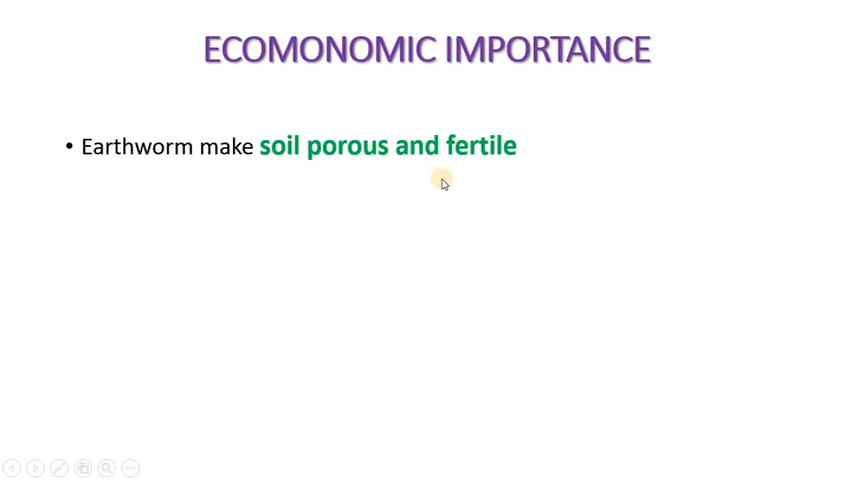 ECOMONOMIC IMPORTANCE
• Earthworm make soil porous and fertile